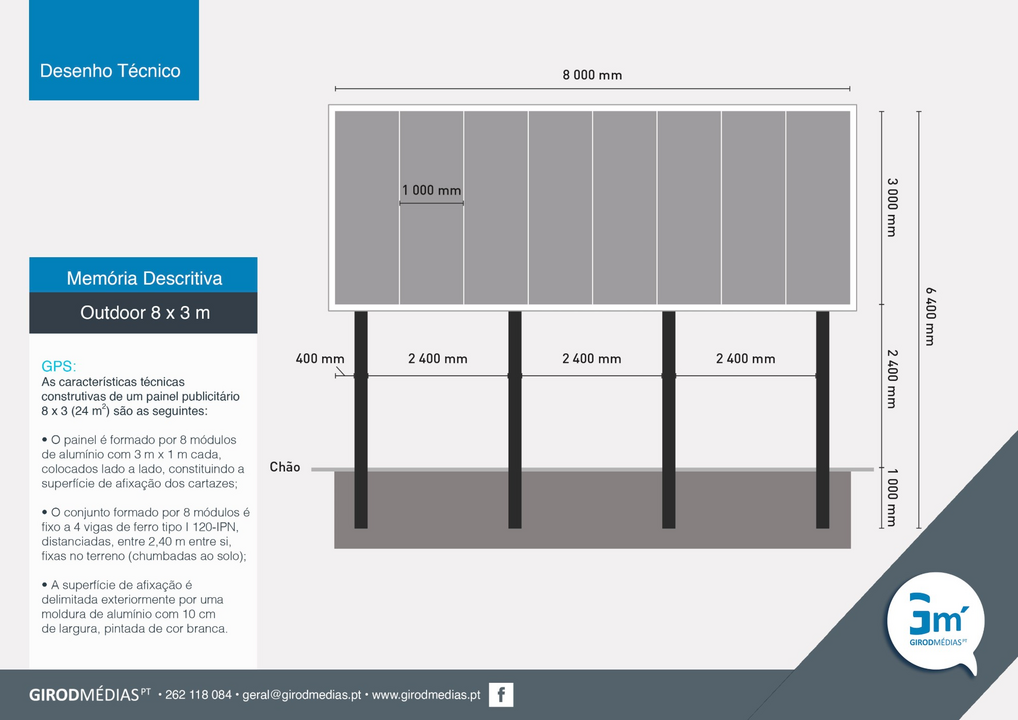 Desenho Técnico
8 000 mm
1 000 mm
3 000 mm
6 400 mm
Memória Descritiva
Outdoor 8 x 3 m
400 mm
2 400 mm
2 400 mm
2 400 mm
2 400 mm
GPS:
As características técnicas
construtivas de um painel publicitário
8 x 3 (24 m²) são as seguintes:
• O painel é formado por 8 módulos
de alumínio com 3 m x 1 m cada,
colocados lado a lado, constituindo a
superfície de afixação dos cartazes;
• O conjunto formado por 8 módulos é
fixo a 4 vigas de ferro tipo I 120-IPN,
distanciadas, entre 2,40 m entre si,
fixas no terreno (chumbadas ao solo);
• A superfície de afixação é
delimitada exteriormente por uma
moldura de alumínio com 10 cm
de largura, pintada de cor branca.
Chão
1 000 mm
Gm´
GIRODMÉDIAS PT
GIRODMÉDIAS PT • 262 118 084 • geral@girodmedias.pt • www.girodmedias.pt f